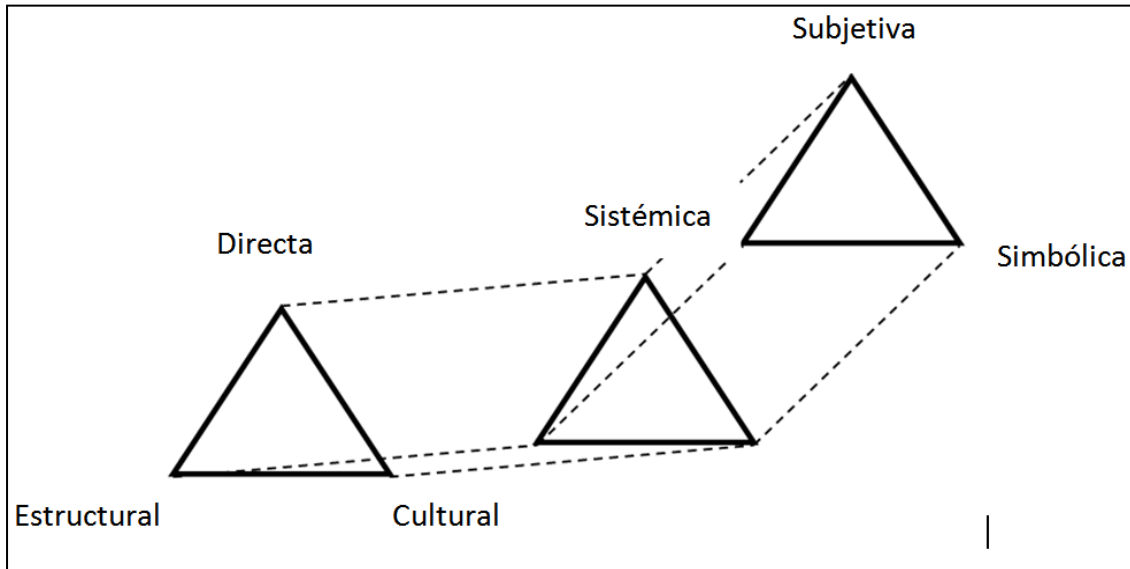 Subjetiva
Sistémica
Directa
Simbólica
Estructural
Cultural